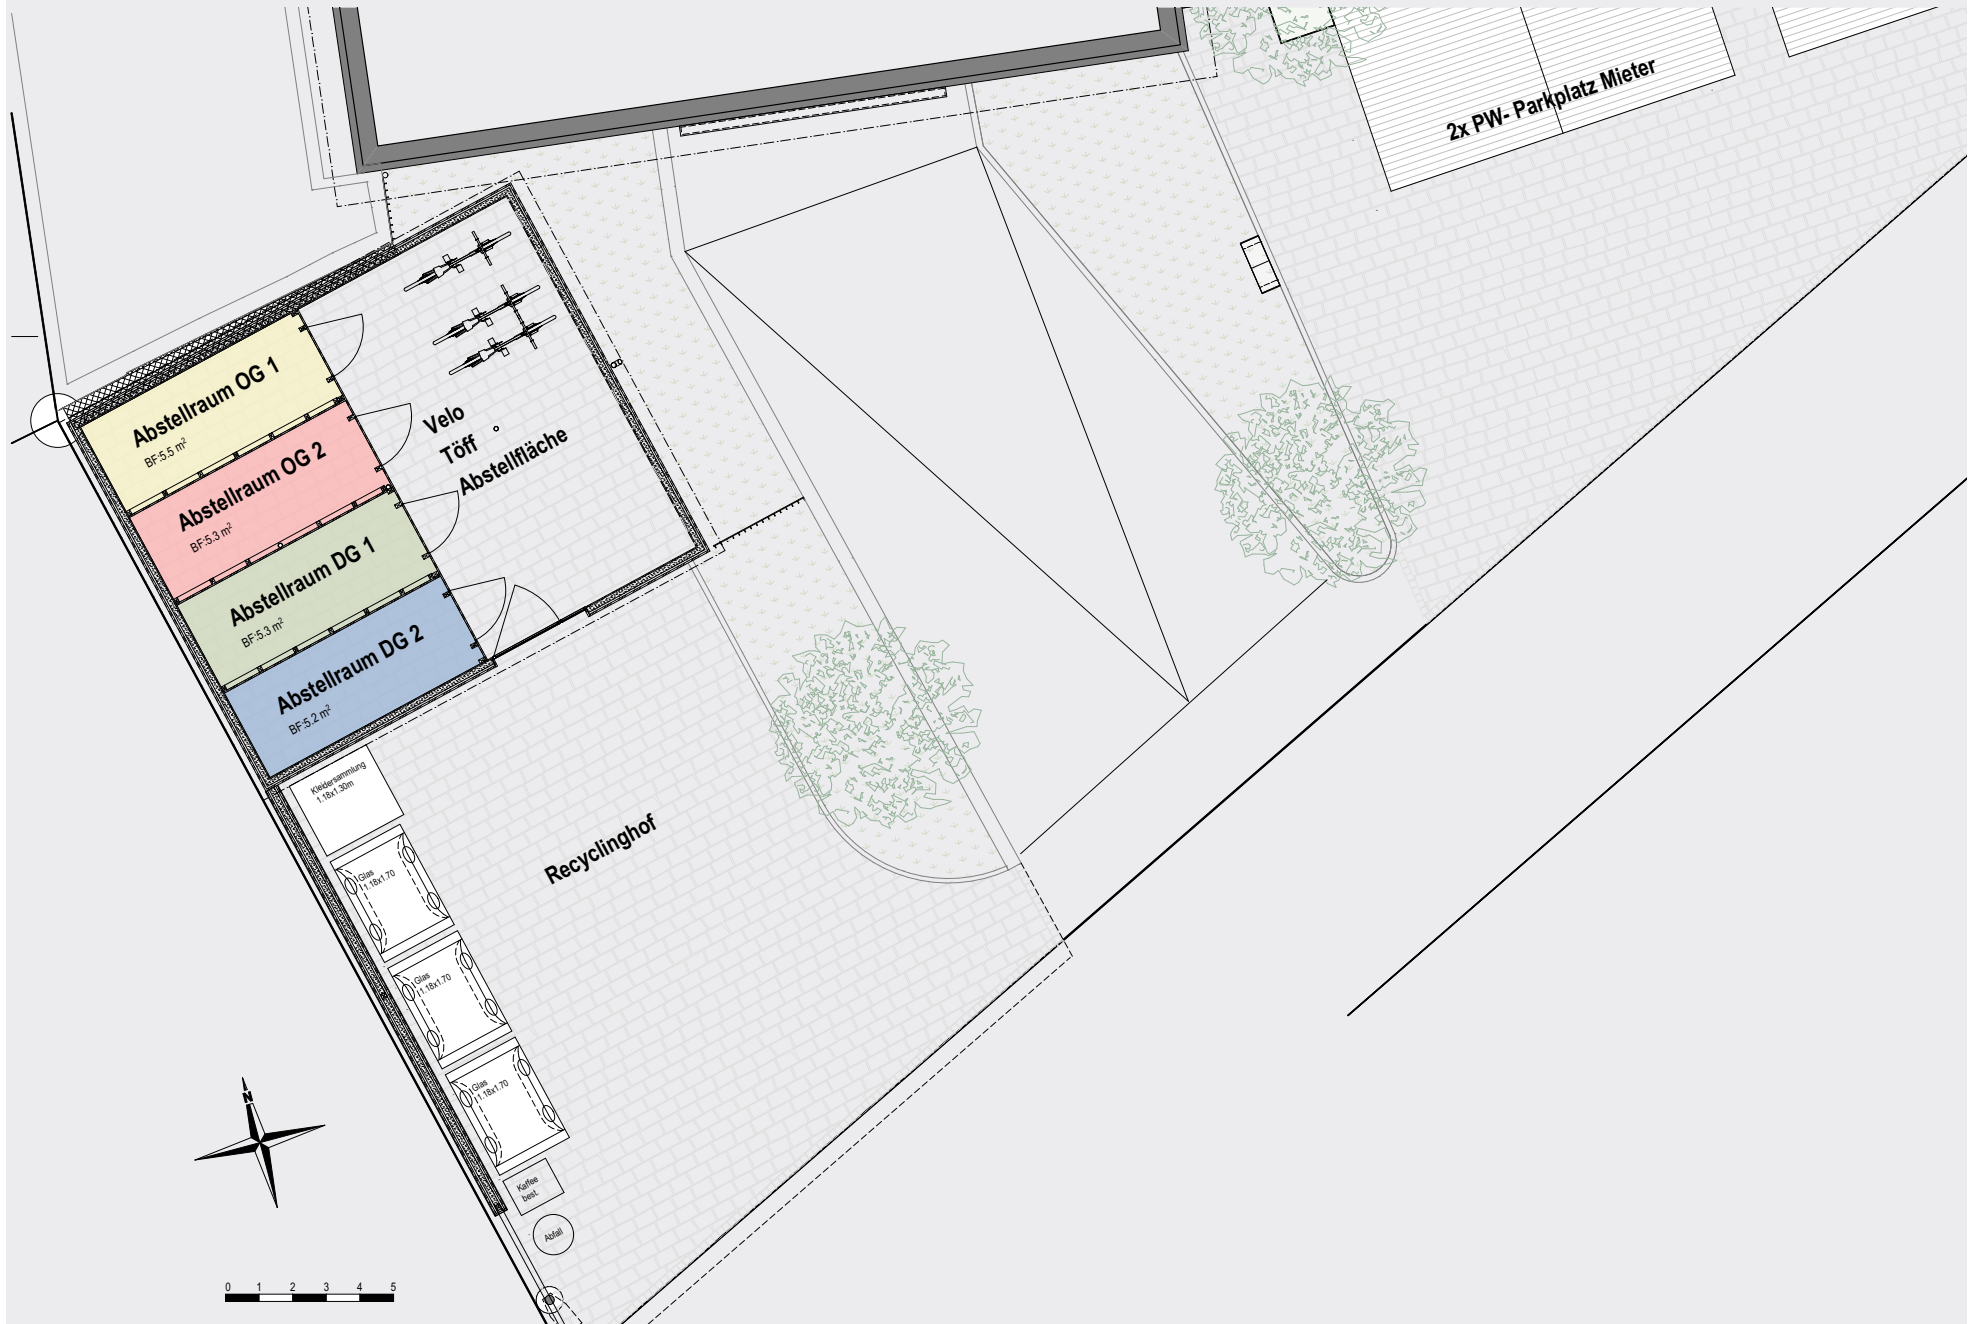 2x PW- Parkplatz Mieter
Abstellraum OG 1
BF:5.5 m²
Abstellraum OG 2
BF:5.3 m²
Abstellraum DG 1
BF:5.3 m²
Abstellraum DG 2
BF:5.2 m²
Velo
Töff
Abstellfläche
Kleidersammlung
1.18x1.30m
Glas
1.18x1.70
Glas
1.18x1.70
Glas
1.18x1.70
Kaffee
best.
Abfall
Recyclinghof
N
0 1 2 3 4 5